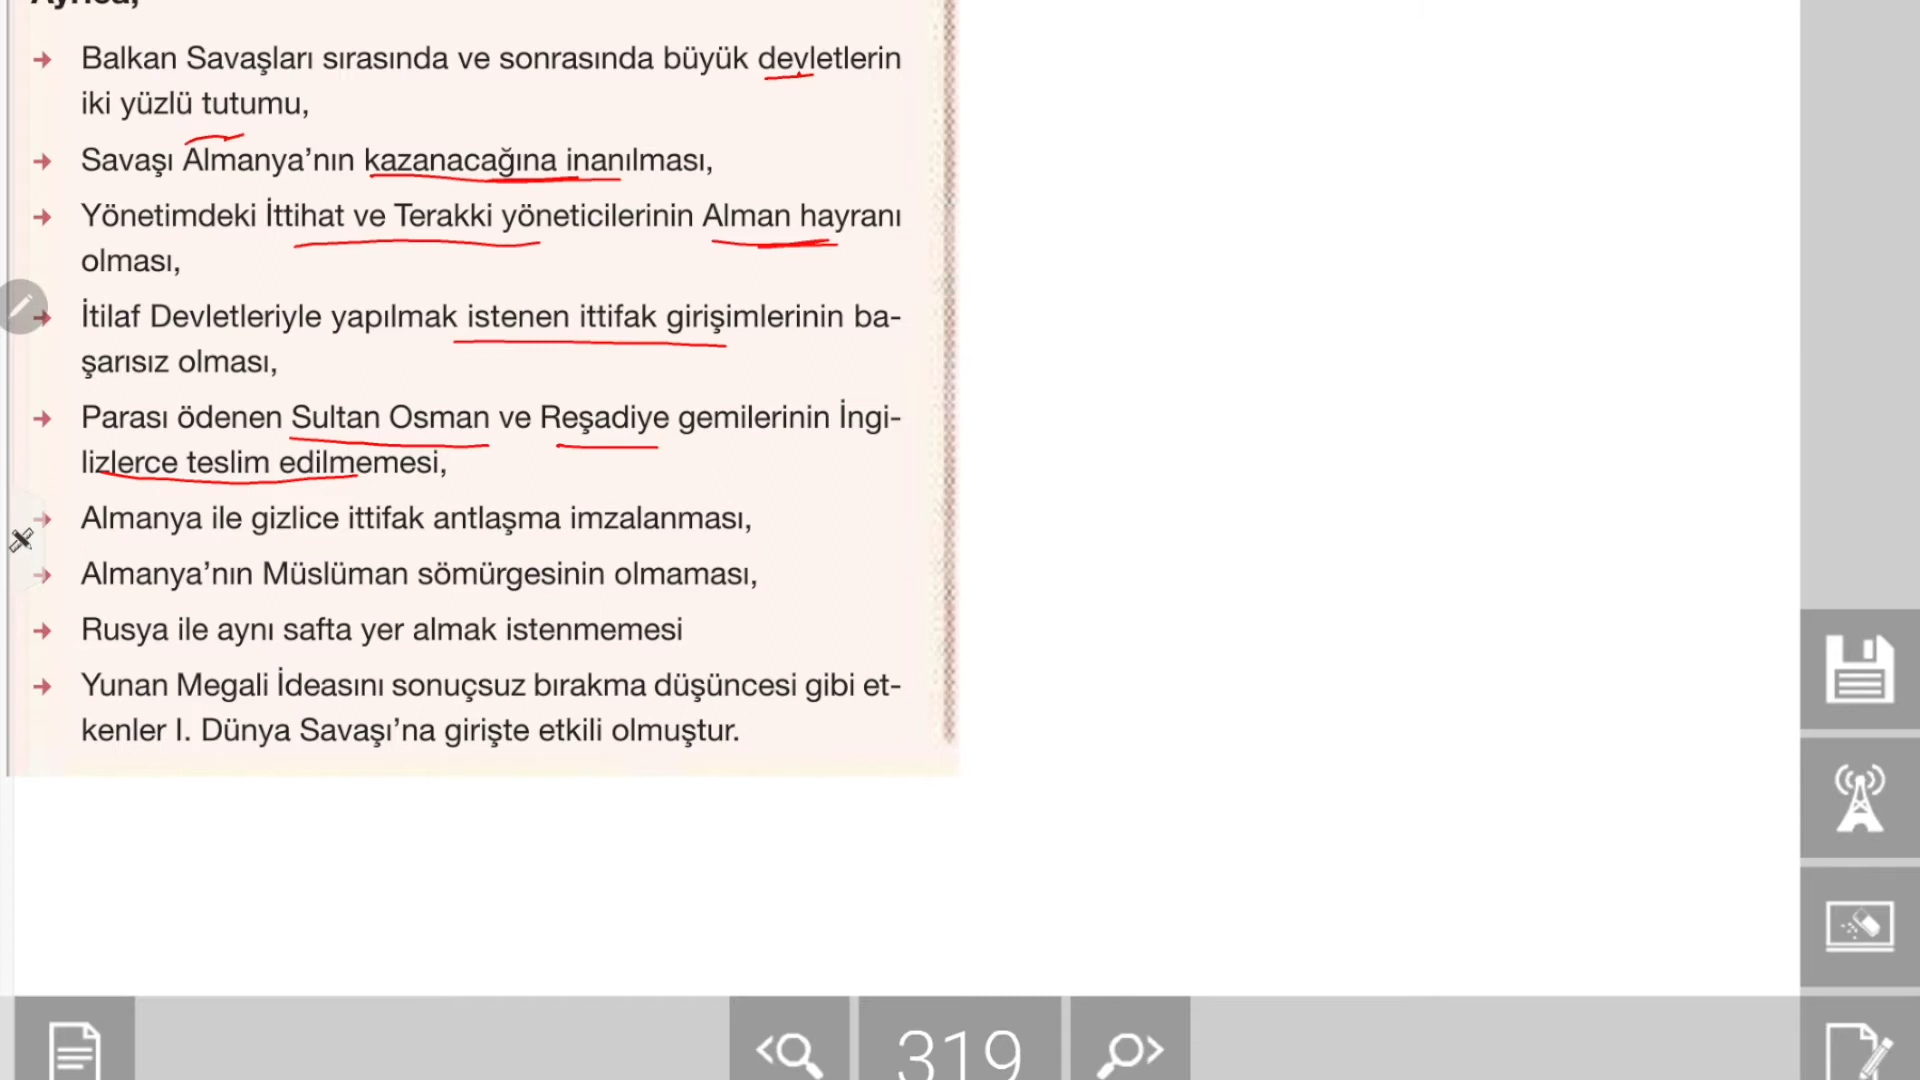 Ayrıca,
→ Balkan Savaşları sırasında ve sonrasında büyük devletlerin
iki yüzlü tutumu,
→ Savaşı Almanya’nın kazanacağına inanılması,
→ Yönetimdeki İttihat ve Terakki yöneticilerinin Alman hayranı
olması,
→ İtilaf Devletleriyle yapılmak istenen ittifak girişimlerinin ba-
şarısız olması,
→ Parası ödenen Sultan Osman ve Reşadiye gemilerinin İngi-
lizlerce teslim edilmemesi,
→ Almanya ile gizlice ittifak antlaşma imzalanması,
→ Almanya’nın Müslüman sömürgesinin olmaması,
→ Rusya ile aynı safta yer almak istenmemesi
→ Yunan Megali İdeasını sonuçsuz bırakma düşüncesi gibi et-
kenler I. Dünya Savaşı’na girişte etkili olmuştur.
319